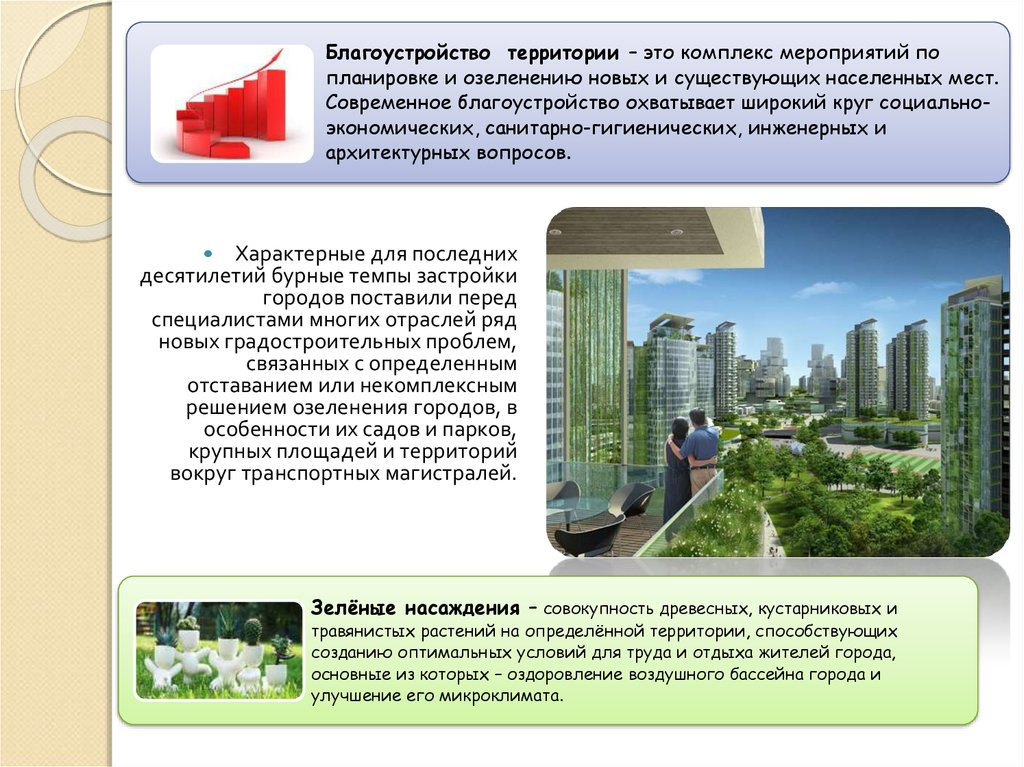 Благоустройство территории – это комплекс мероприятий по
планировке и озеленению новых и существующих населенных мест.
Современное благоустройство охватывает широкий круг социально-
экономических, санитарно-гигиенических, инженерных и
архитектурных вопросов.
• Характерные для последних
десятилетий бурные темпы застройки
городов поставили перед
специалистами многих отраслей ряд
новых градостроительных проблем,
связанных с определенным
отставанием или некомплексным
решением озеленения городов, в
особенности их садов и парков,
крупных площадей и территорий
вокруг транспортных магистралей.
Зелёные насаждения – совокупность древесных, кустарниковых и
травянистых растений на определённой территории, способствующих
созданию оптимальных условий для труда и отдыха жителей города,
основные из которых – оздоровление воздушного бассейна города и
улучшение его микроклимата.